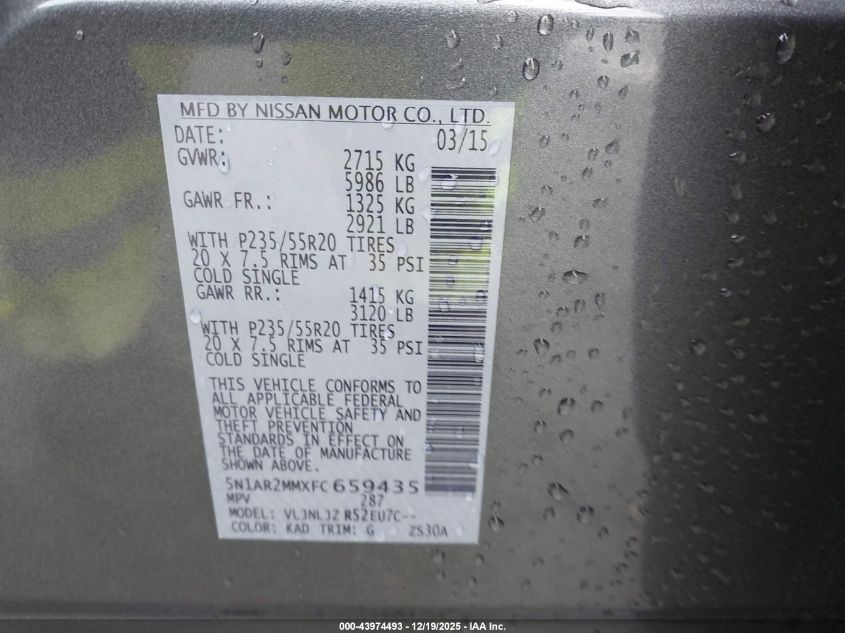 MFD BY NISSAN MOTOR CO., LTD.
DATE: 03/15
GVWR: 2715 KG
5986 LB
GAWR FR.: 1325 KG
2921 LB
WITH P235/55R20 TIRES
20 X 7.5 RIMS AT 35 PSI
COLD SINGLE
GAWR RR.: 1415 KG
3120 LB
WITH P235/55R20 TIRES
20 X 7.5 RIMS AT 35 PSI
COLD SINGLE
THIS VEHICLE CONFORMS TO
ALL APPLICABLE FEDERAL
MOTOR VEHICLE SAFETY AND
THEFT PREVENTION
STANDARDS IN EFFECT ON
THE DATE OF MANUFACTURE
SHOWN ABOVE.
5N1AR2MMXFC659435
MPV 287
MODEL: VLJNLJZ R52EU7C--
COLOR: KAD TRIM: G ZS30A
000-43974493 - 12/19/2025 - IAA Inc.